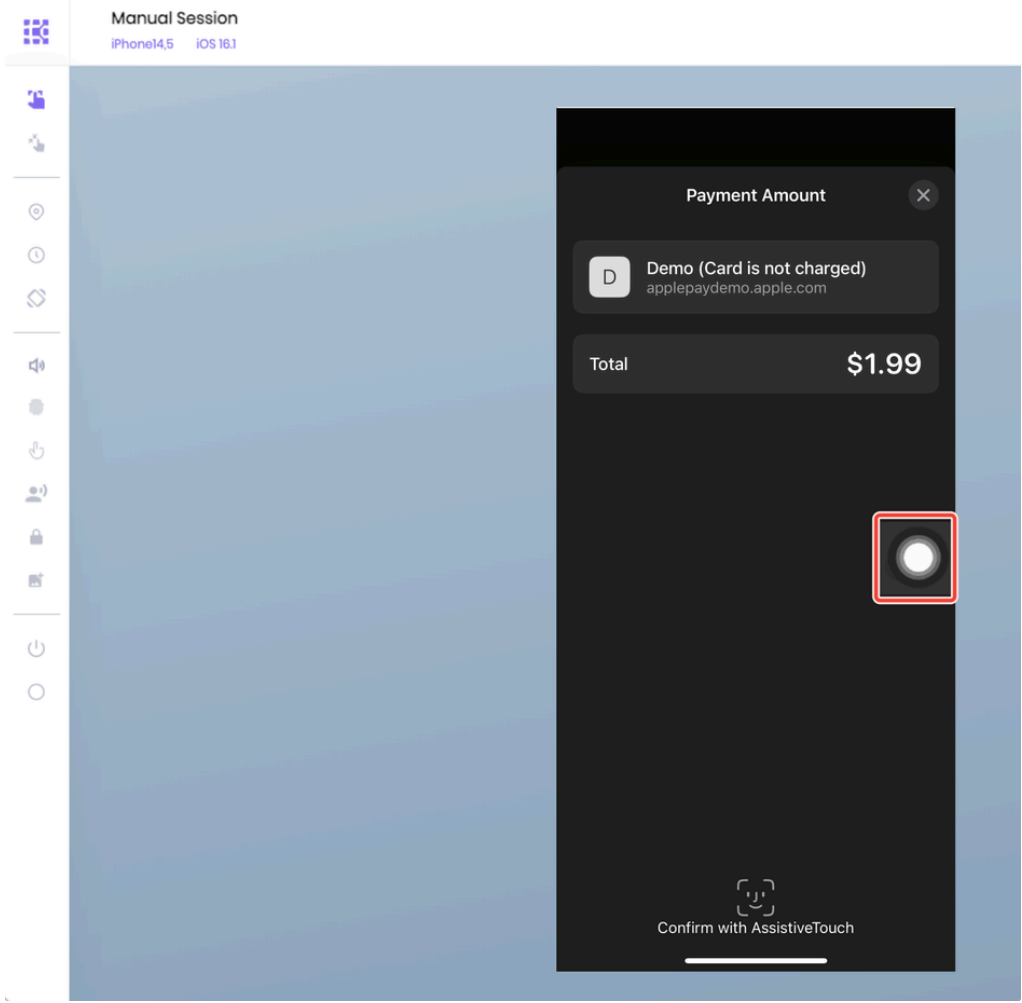 Manual Session
iPhone14,5 iOS 16.1
Payment Amount
D
Demo (Card is not charged)
applepaydemo.apple.com
Total $1.99
Confirm with AssistiveTouch